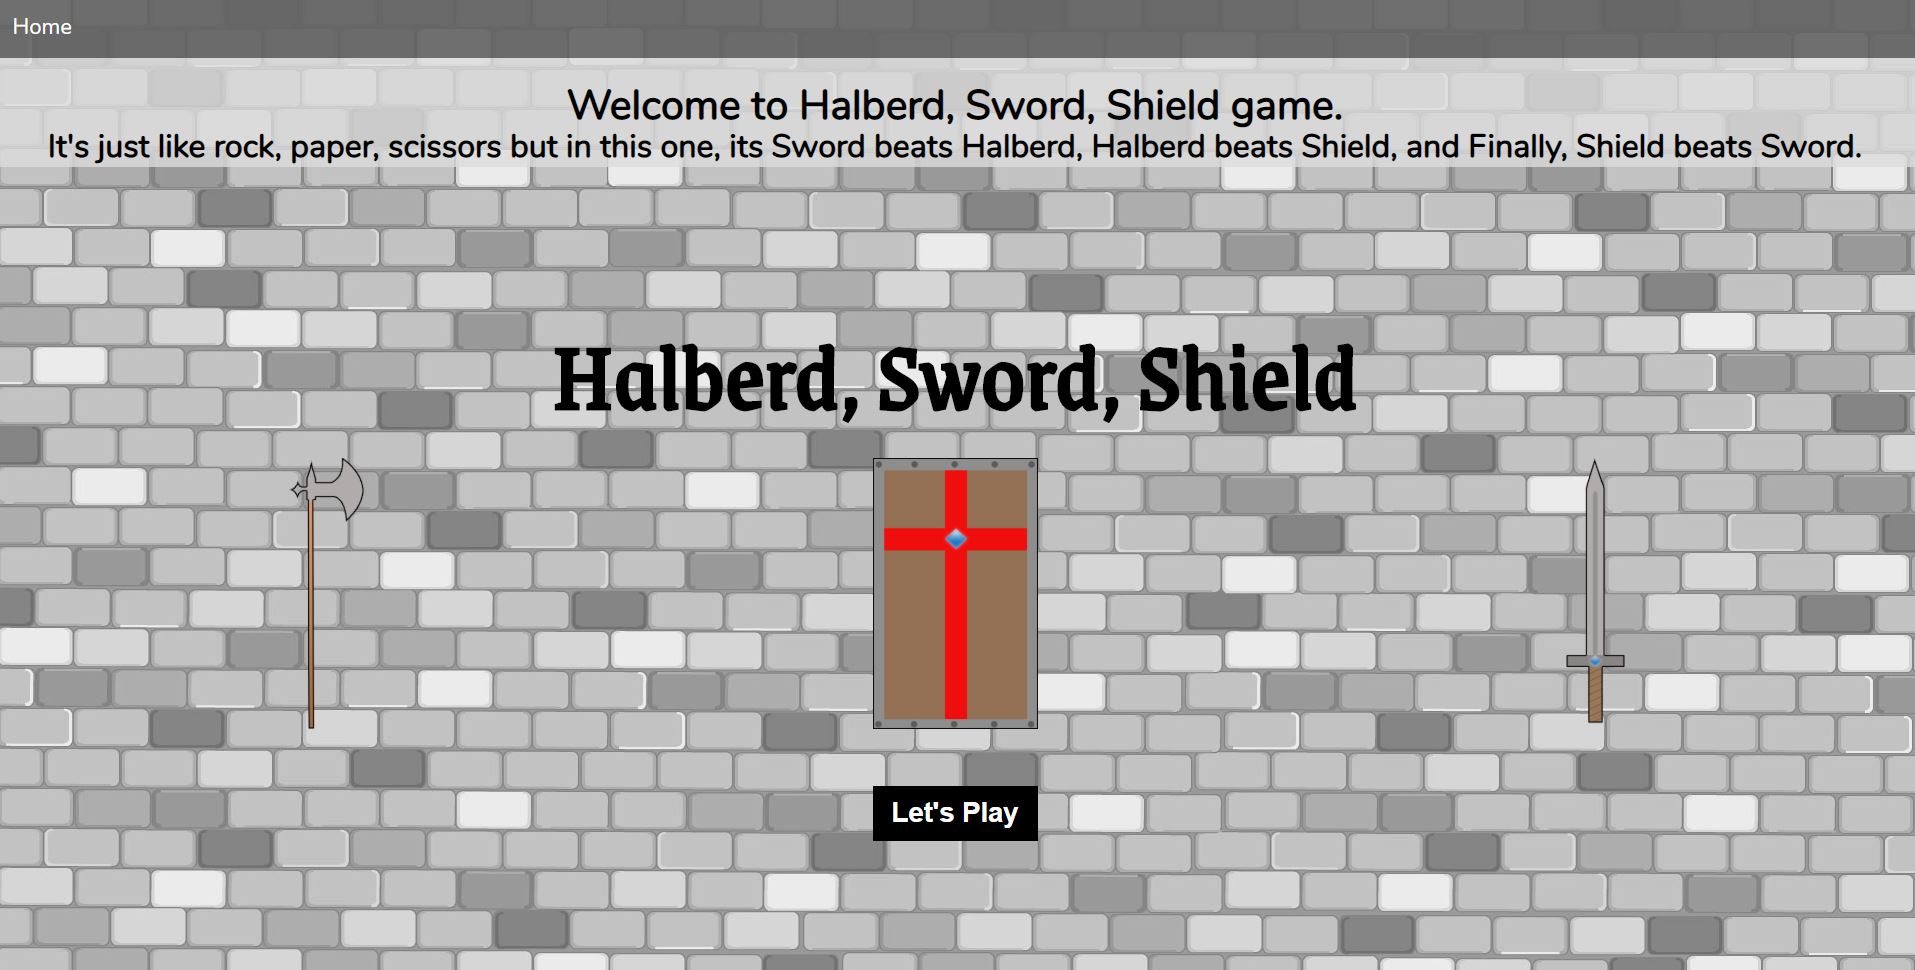 Home
Welcome to Halberd, Sword, Shield game.
It's just like rock, paper, scissors but in this one, its Sword beats Halberd, Halberd beats Shield, and Finally, Shield beats Sword.
Halberd, Sword, Shield
Let's Play